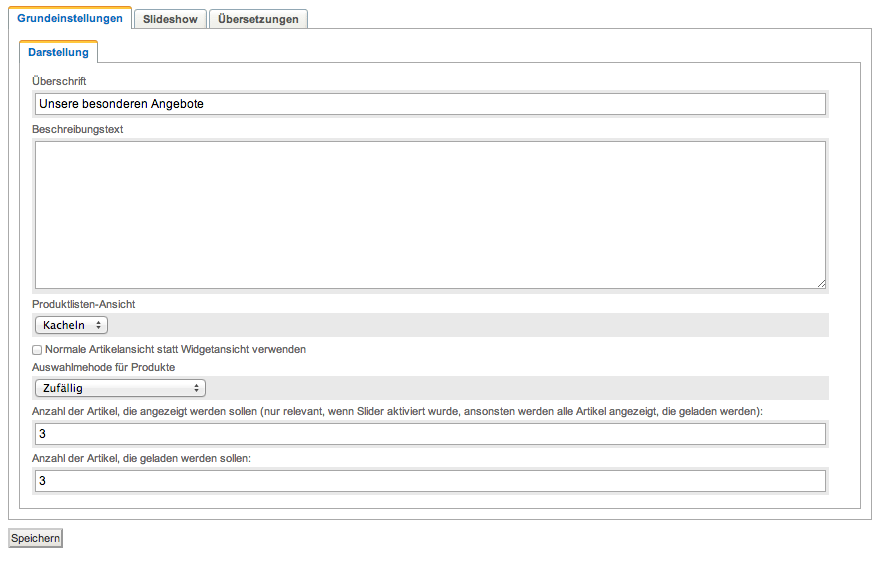 Grundeinstellungen Slideshow Übersetzungen
Darstellung
Überschrift
Unsere besonderen Angebote
Beschreibungstext
Produktlisten-Ansicht
Kacheln
Normale Artikelansicht statt Widgetansicht verwenden
Auswahlmehode für Produkte
Zufällig
Anzahl der Artikel, die angezeigt werden sollen (nur relevant, wenn Slider aktiviert wurde, ansonsten werden alle Artikel angezeigt, die geladen werden):
3
Anzahl der Artikel, die geladen werden sollen:
3
Speichern